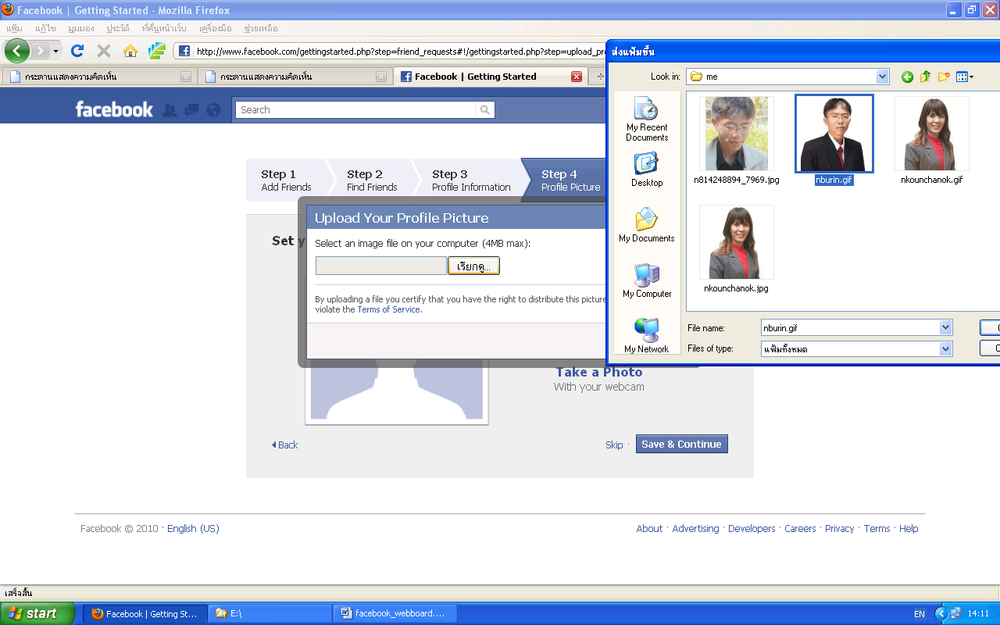 Facebook | Getting Started - Mozilla Firefox
แฟ้ม แก้ไข มุมมอง ประวัติ ที่คั่นหน้าเว็บ เครื่องมือ ช่วยเหลือ
http://www.facebook.com/gettingstarted.php?step=friend_requests#!/gettingstarted.php?step=upload_pr
กระดานแสดงความคิดเห็น
กระดานแสดงความคิดเห็น
Facebook | Getting Started
facebook
Search
Step 1
Add Friends
Step 2
Find Friends
Step 3
Profile Information
Step 4
Profile Picture
Set y
Upload Your Profile Picture
Select an image file on your computer (4MB max):
เรียกดู...
By uploading a file you certify that you have the right to distribute this picture
violate the Terms of Service.
Take a Photo
With your webcam
Back
Skip ·
Save & Continue
Facebook © 2010 · English (US)
About · Advertising · Developers · Careers · Privacy · Terms · Help
ส่งแฟ้มขึ้น
Look in:
me
My Recent
Documents
Desktop
My Documents
My Computer
My Network
n814248894_7969.jpg
nburin.gif
nkounchanok.gif
nkounchanok.jpg
File name:
nburin.gif
Files of type:
แฟ้มทั้งหมด
เสร็จสิ้น
start
Facebook | Getting St...
E:\
facebook_webboard....
EN
14:11